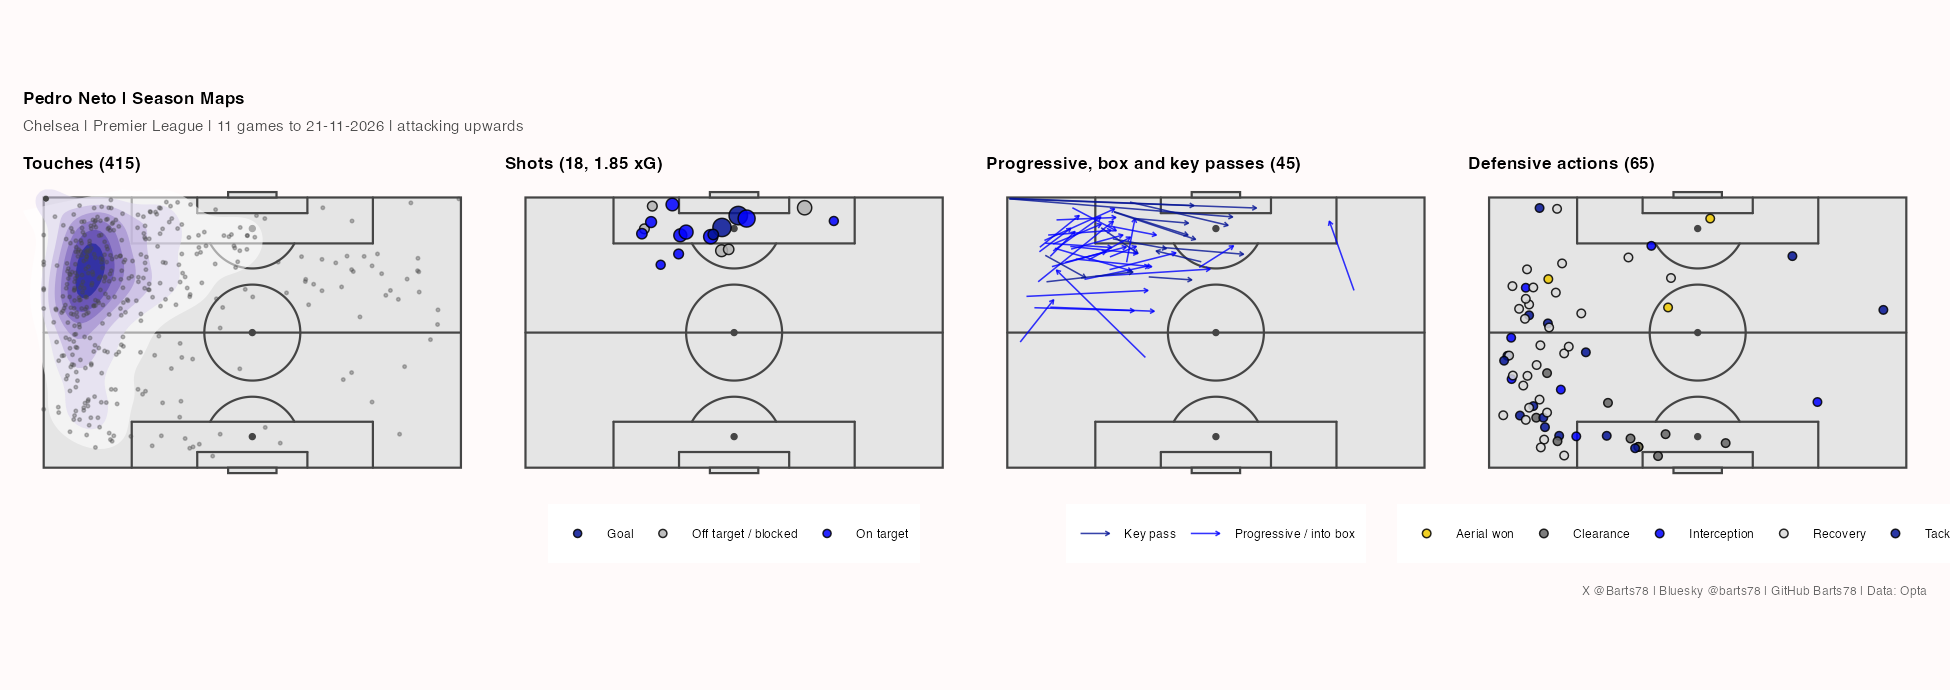 Pedro Neto | Season Maps
Chelsea | Premier League | 11 games to 21-11-2026 | attacking upwards
Touches (415)
Shots (18, 1.85 xG)
Progressive, box and key passes (45)
Defensive actions (65)
Goal
Off target / blocked
On target
Key pass
Progressive / into box
Aerial won
Clearance
Interception
Recovery
Tack
X @Barts78 | Bluesky @barts78 | GitHub Barts78 | Data: Opta